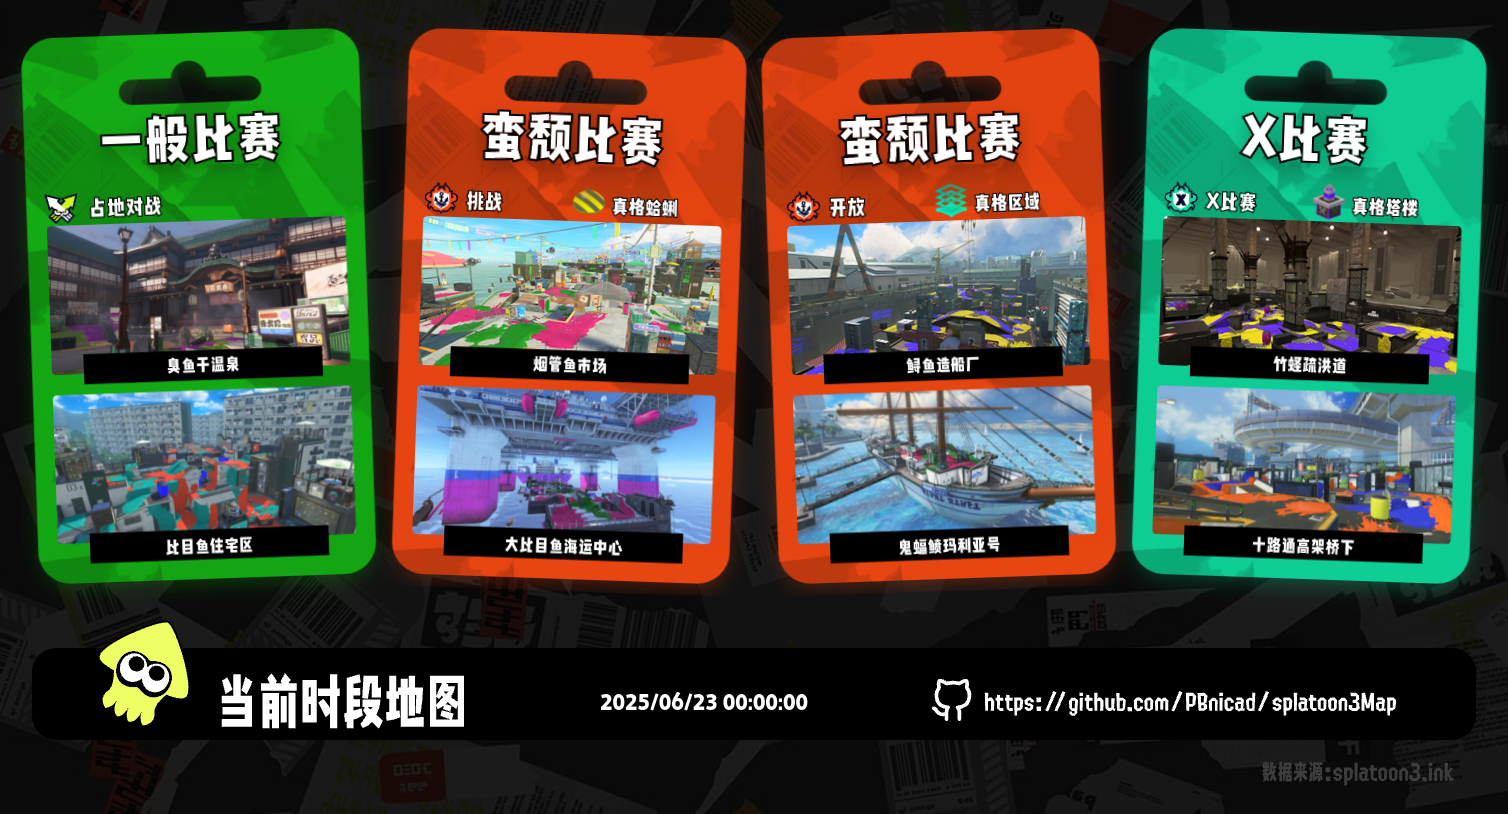 一般比赛
占地对战
臭鱼干温泉
比目鱼住宅区
蛮颓比赛
挑战
真格蛤蜊
烟管鱼市场
大比目鱼海运中心
蛮颓比赛
开放
真格区域
鲟鱼造船厂
鬼蝠鲼玛利亚号
X比赛
X比赛
真格塔楼
竹蛏疏洪道
十路通高架桥下
当前时段地图
2025/06/23 00:00:00
https://github.com/PBnicad/splatoon3Map
数据来源:splatoon3.ink